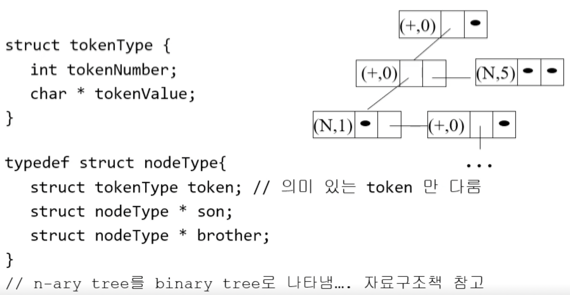 struct tokenType {
int tokenNumber;
char * tokenValue;
}
typedef struct nodeType{
struct tokenType token; // 의미 있는 token 만 다룸
struct nodeType * son;
struct nodeType * brother;
}
// n-ary tree를 binary tree로 나타냄…. 자료구조책 참고
(+,0)
(+,0)
(N,5)
(N,1)
(+,0)
...